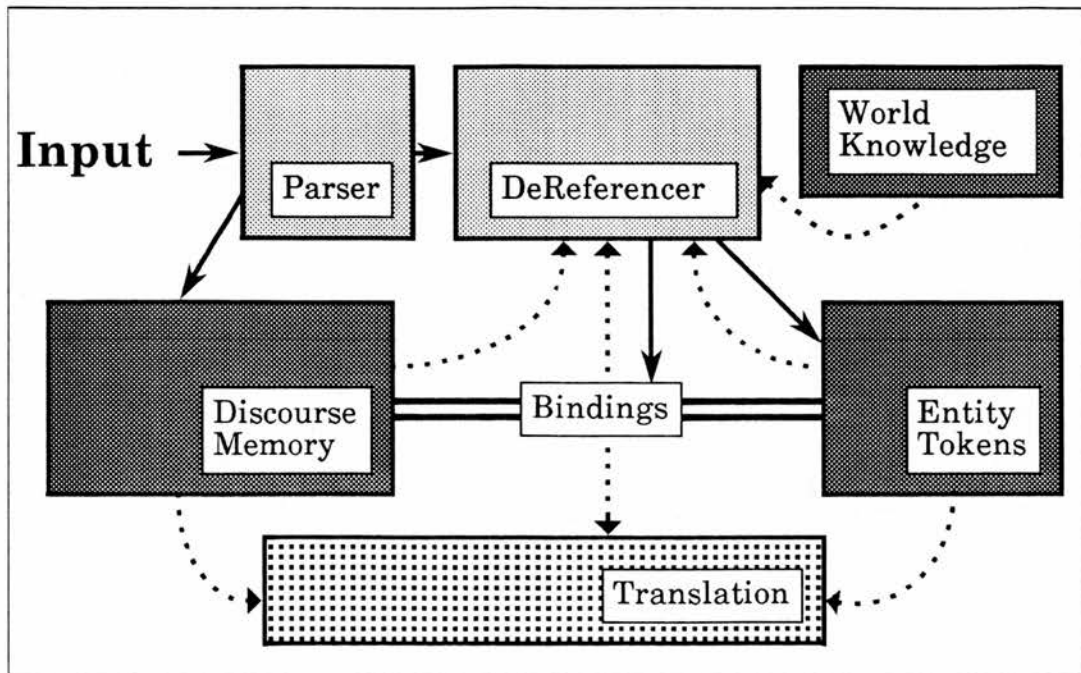 Input
Parser
DeReferencer
World
Knowledge
Discourse
Memory
Bindings
Entity
Tokens
Translation